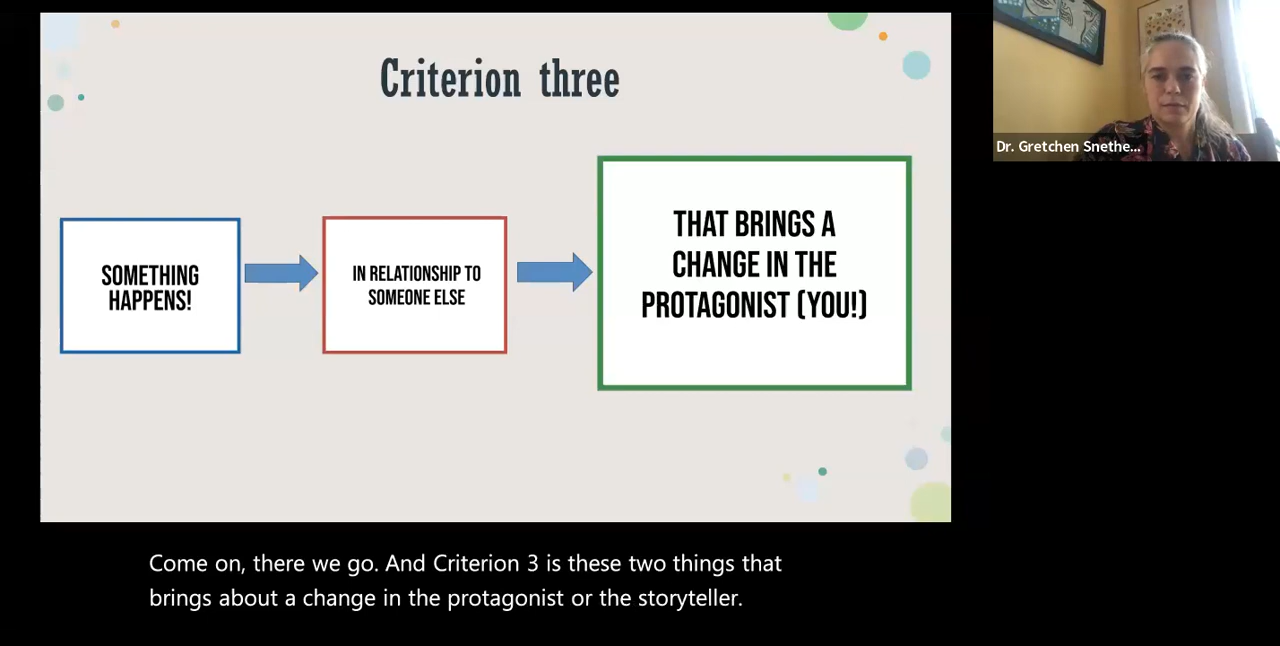 Criterion three
SOMETHING
HAPPENS!
IN RELATIONSHIP TO
SOMEONE ELSE
THAT BRINGS A
CHANGE IN THE
PROTAGONIST (YOU!)
Dr. Gretchen Snethe...
Come on, there we go. And Criterion 3 is these two things that
brings about a change in the protagonist or the storyteller.